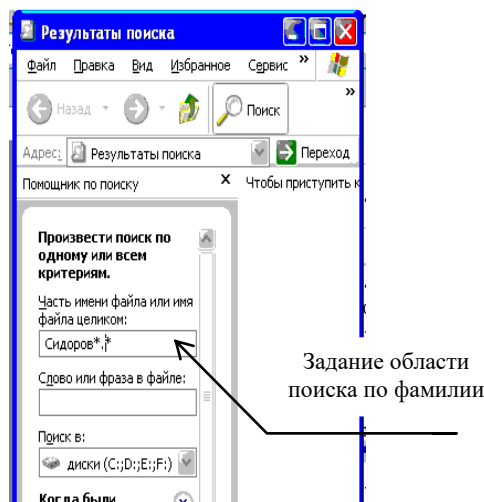 Результаты поиска
Файл Правка Вид Избранное Сервис »
Назад Поиск »
Адрес: Результаты поиска Переход
Помощник по поиску x Чтобы приступить к
Произвести поиск по
одному или всем
критериям.
Часть имени файла или имя
файла целиком:
Сидоров*.*
Слово или фраза в файле:
Поиск в:
диски (C:;D:;E:;F:)
Когда были
Задание области
поиска по фамилии